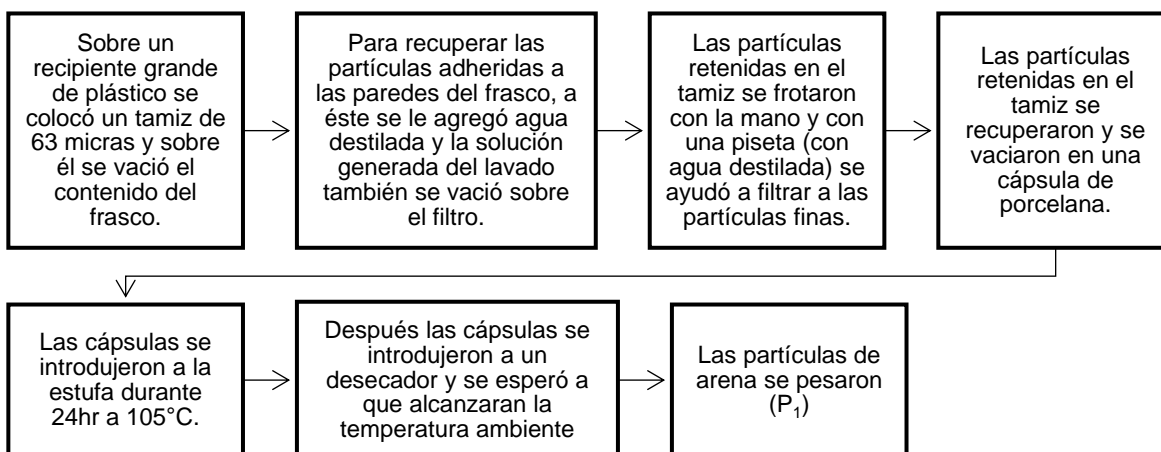 Sobre un
recipiente grande
de plástico se
colocó un tamiz de
63 micras y sobre
él se vació el
contenido del
frasco.
Para recuperar las
partículas adheridas a
las paredes del frasco, a
éste se le agregó agua
destilada y la solución
generada del lavado
también se vació sobre
el filtro.
Las partículas
retenidas en el
tamiz se frotaron
con la mano y con
una piseta (con
agua destilada) se
ayudó a filtrar a las
partículas finas.
Las partículas
retenidas en el
tamiz se
recuperaron y se
vaciaron en una
cápsula de
porcelana.
Las cápsulas se
introdujeron a la
estufa durante
24hr a 105°C.
Después las cápsulas se
introdujeron a un
desecador y se esperó a
que alcanzaran la
temperatura ambiente
Las partículas de
arena se pesaron
(P₁)